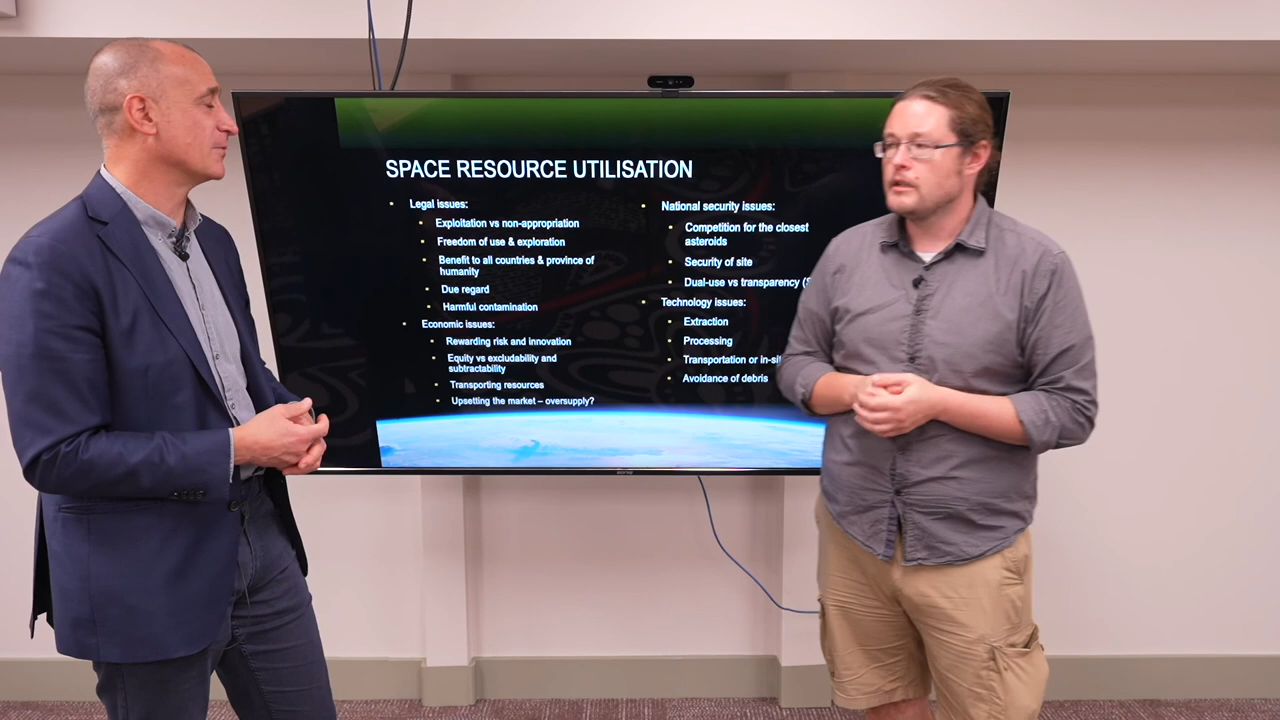 SPACE RESOURCE UTILISATION
Legal issues:
Exploitation vs non-appropriation
Freedom of use & exploration
Benefit to all countries & province of
humanity
Due regard
Harmful contamination
Economic issues:
Rewarding risk and innovation
Equity vs excludability and
subtractability
Transporting resources
Upsetting the market – oversupply?
National security issues:
Competition for the closest
asteroids
Security of site
Dual-use vs transparency
Technology issues:
Extraction
Processing
Transportation or
Avoidance of debris